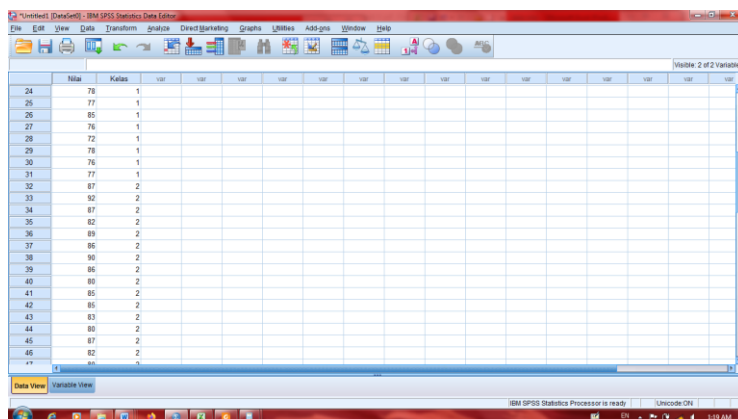 *Untitled1 [DataSet0] - IBM SPSS Statistics Data Editor
File Edit View Data Transform Analyze Direct Marketing Graphs Utilities Add-ons Window Help
Visible: 2 of 2 Variable
Nilai Kelas var var var var var var var var var var var var var var var
24 78 1
25 77 1
26 85 1
27 76 1
28 72 1
29 78 1
30 76 1
31 77 1
32 87 2
33 92 2
34 87 2
35 82 2
36 89 2
37 86 2
38 90 2
39 86 2
40 80 2
41 85 2
42 85 2
43 83 2
44 80 2
45 87 2
46 82 2
Data View Variable View
IBM SPSS Statistics Processor is ready Unicode:ON
EN 1:19 AM